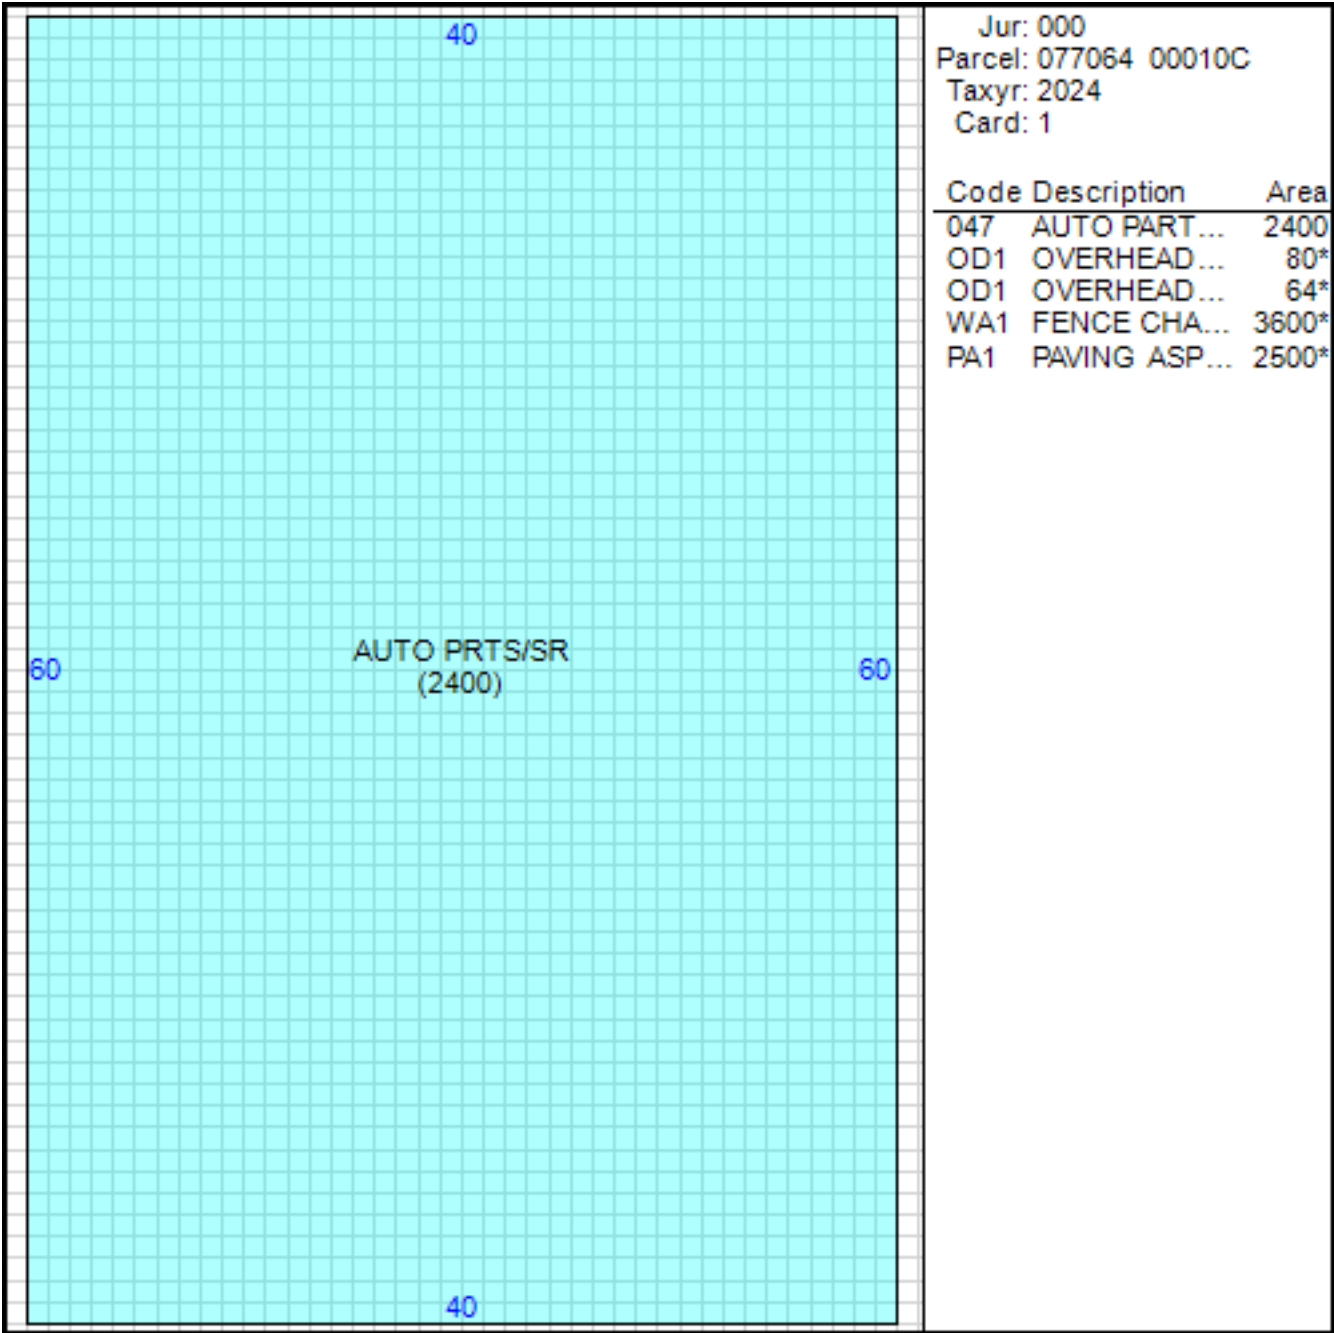 40
60
AUTO PRTS/SR
(2400)
60
40
Jur: 000
Parcel: 077064 00010C
Taxyr: 2024
Card: 1
Code Description Area
047 AUTO PART... 2400
OD1 OVERHEAD... 80*
OD1 OVERHEAD... 64*
WA1 FENCE CHA... 3600*
PA1 PAVING ASP... 2500*